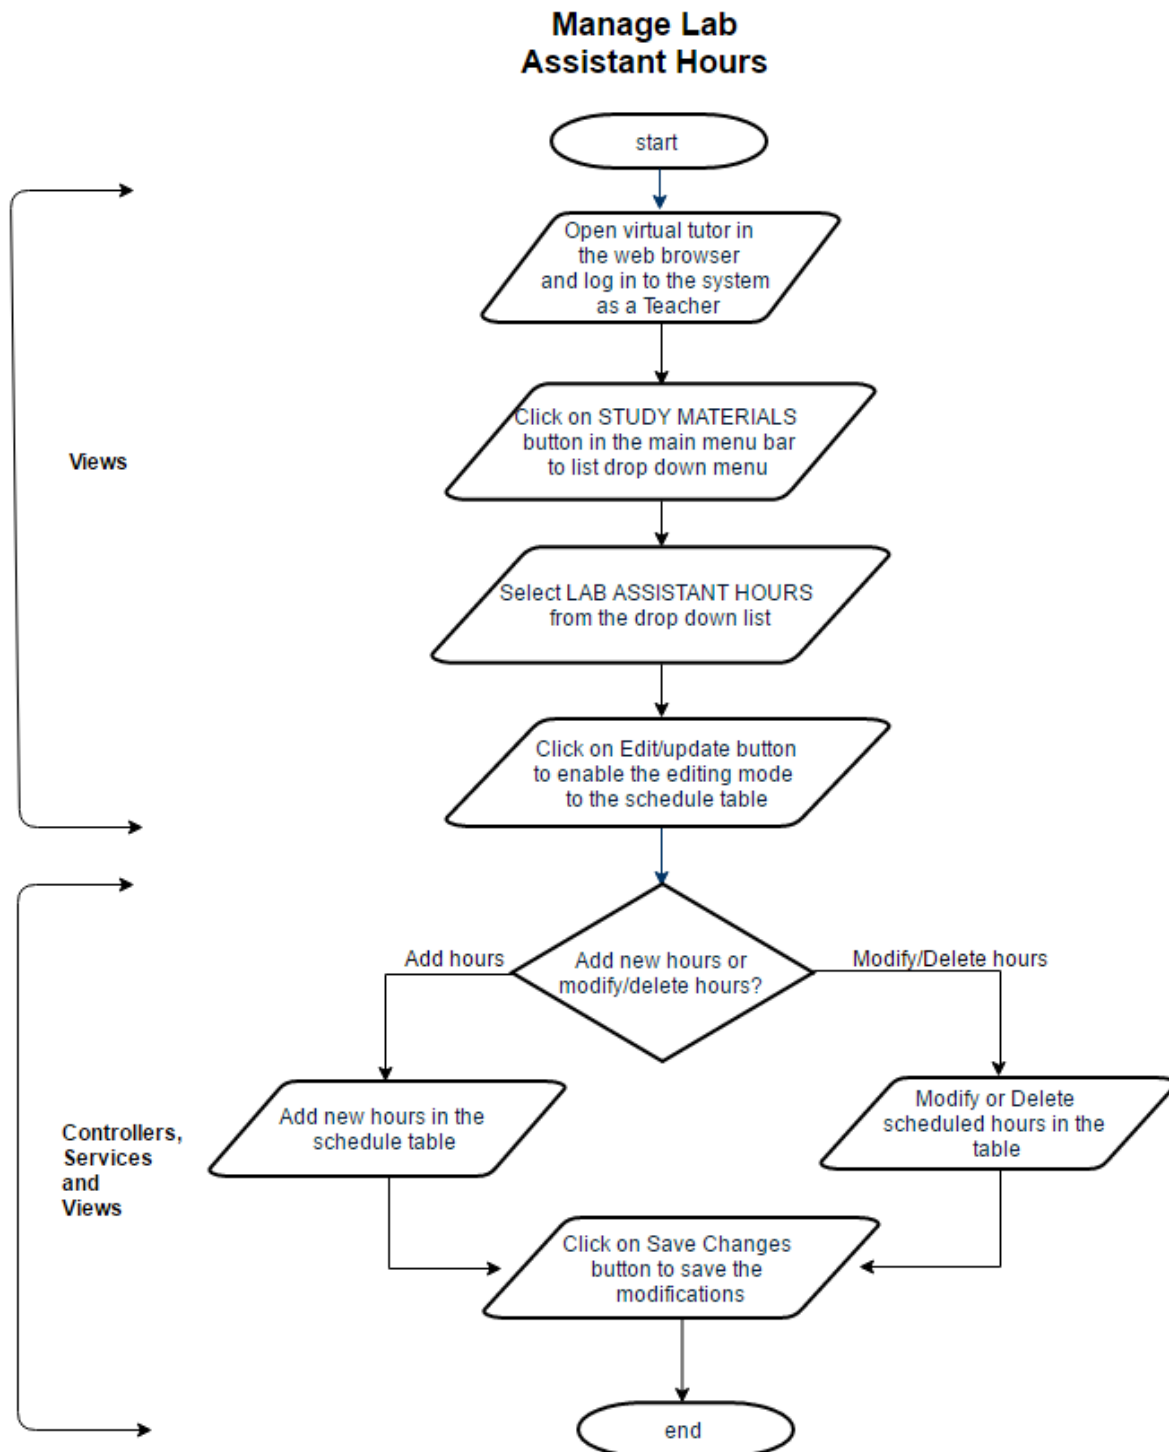 Manage Lab
Assistant Hours
start
Open virtual tutor in
the web browser
and log in to the system
as a Teacher
Click on STUDY MATERIALS
button in the main menu bar
to list drop down menu
Views
Select LAB ASSISTANT HOURS
from the drop down list
Click on Edit/update button
to enable the editing mode
to the schedule table
Add hours
Add new hours or
modify/delete hours?
Modify/Delete hours
Add new hours in the
schedule table
Modify or Delete
scheduled hours in the
table
Controllers,
Services
and
Views
Click on Save Changes
button to save the
modifications
end